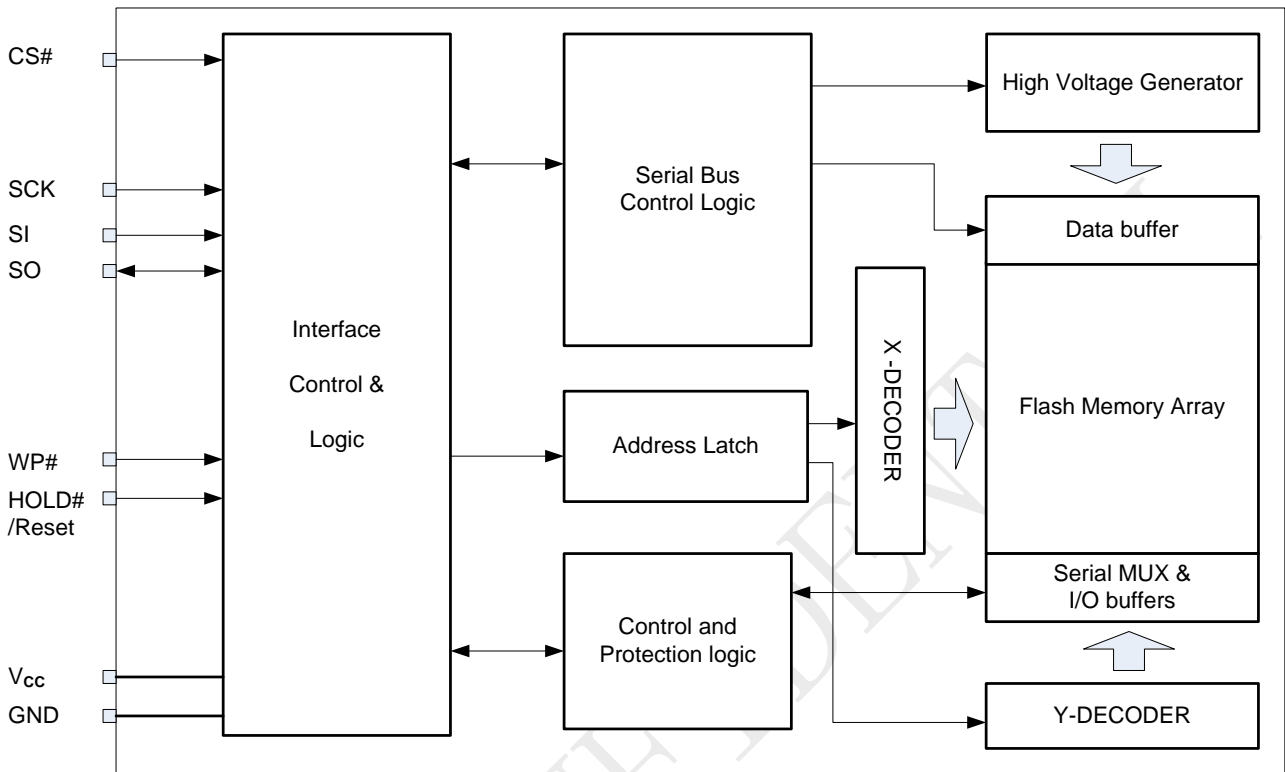 CS#
SCK
SI
SO
WP#
HOLD#
/Reset
Vcc
GND
Interface
Control &
Logic
Serial Bus
Control Logic
Address Latch
Control and
Protection logic
X-DECODER
High Voltage Generator
Data buffer
Flash Memory Array
Serial MUX &
I/O buffers
Y-DECODER